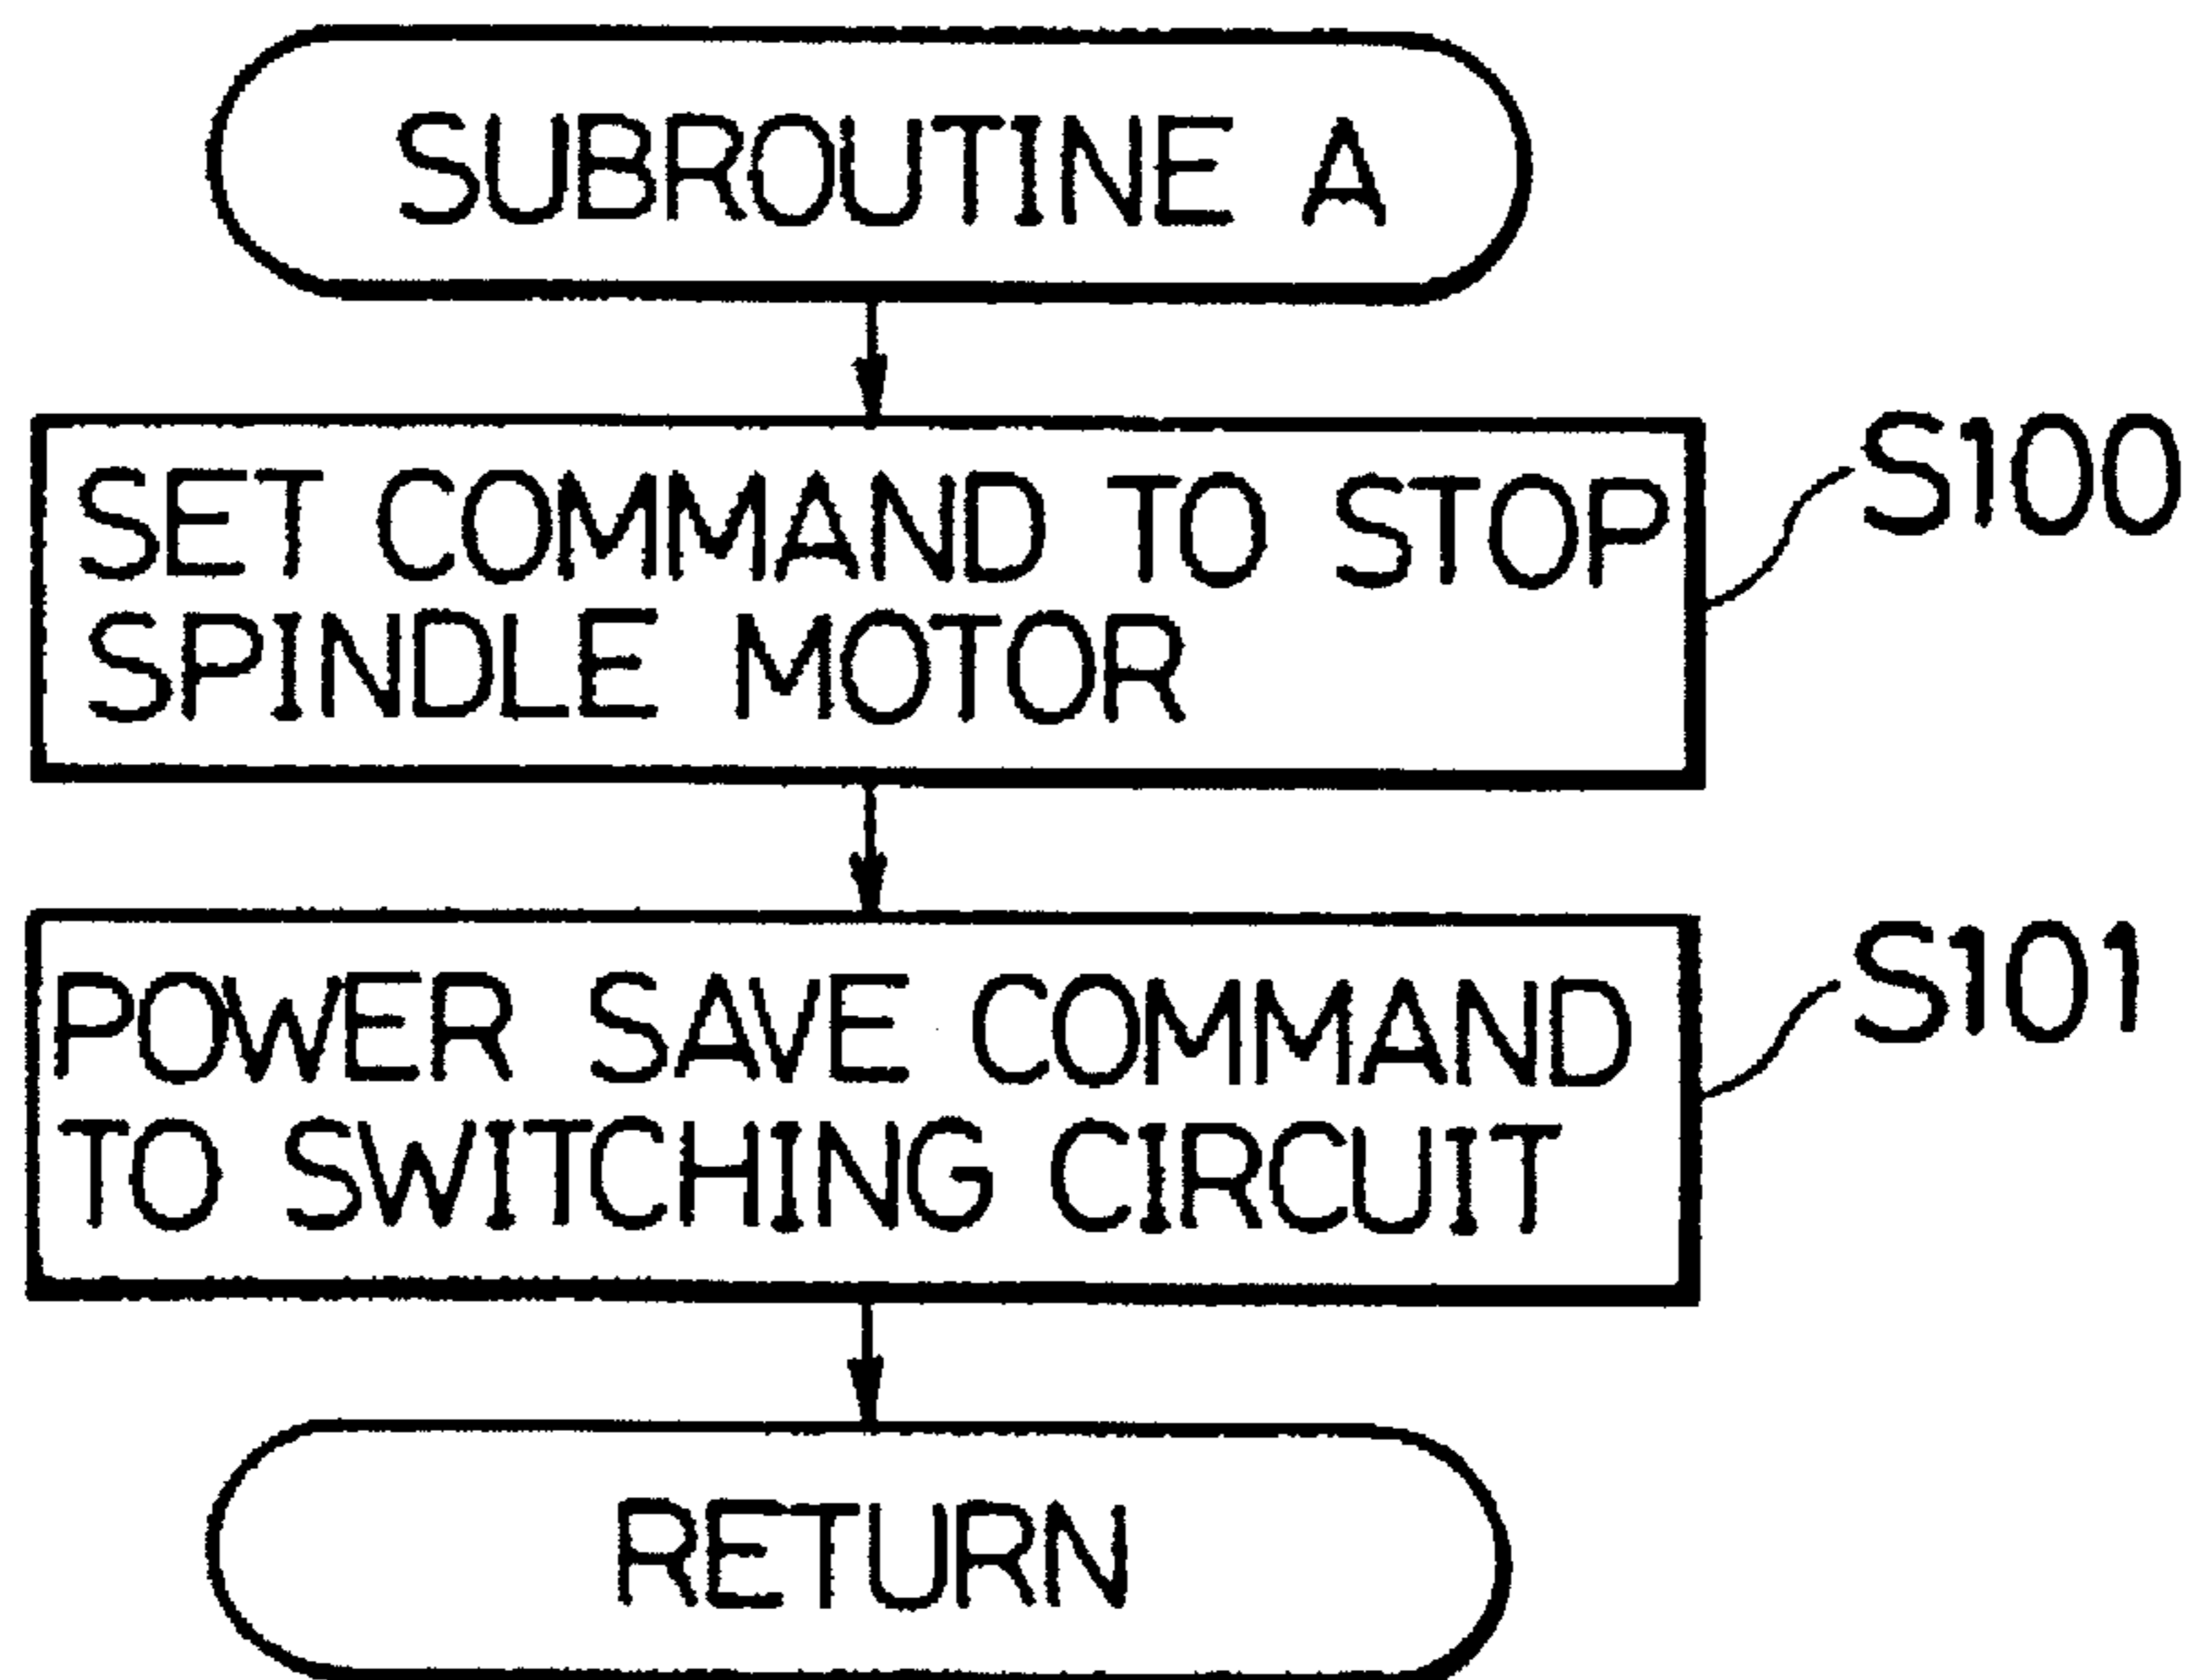 SUBROUTINE A
SET COMMAND TO STOP
SPINDLE MOTOR
S100
POWER SAVE COMMAND
TO SWITCHING CIRCUIT
S101
RETURN